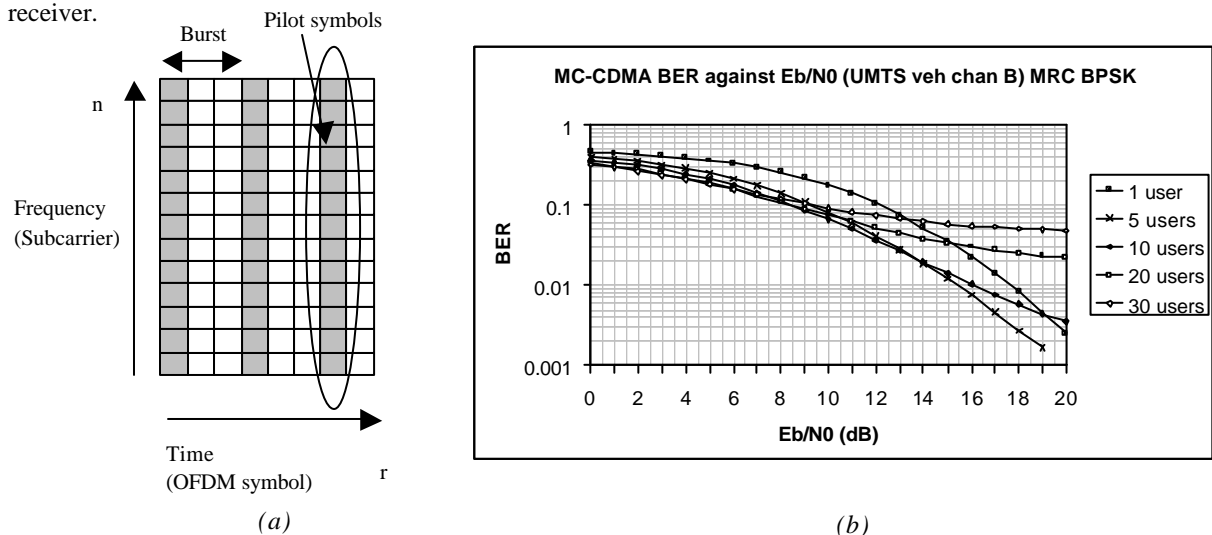 receiver.
Pilot symbols
Burst
n
Frequency
(Subcarrier)
Time
(OFDM symbol)
r
(a)
MC-CDMA BER against Eb/N0 (UMTS veh chan B) MRC BPSK
1
0.1
0.01
0.001
BER
0 2 4 6 8 10 12 14 16 18 20
Eb/N0 (dB)
1 user
5 users
10 users
20 users
30 users
(b)